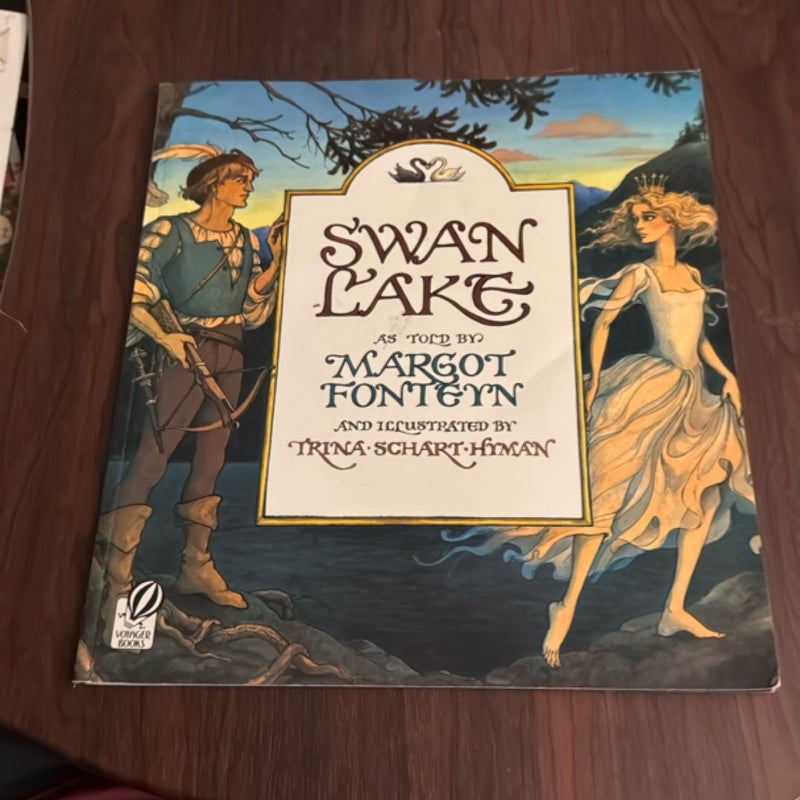 SWAN
LAKE
AS TOLD BY
MARGOT
FONTEYN
AND ILLUSTRATED BY
TRINA·SCHART·HYMAN
VOYAGER
BOOKS